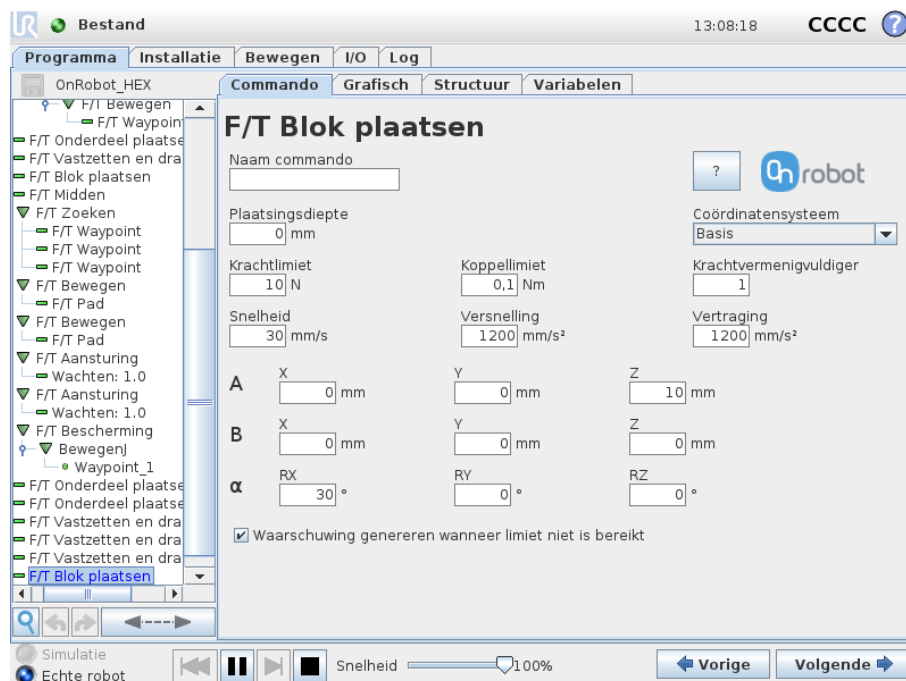 UR Bestand 13:08:18 CCCC ?
Programma Installatie Bewegen I/O Log
OnRobot_HEX
F/T Bewegen
F/T Waypoin
F/T Onderdeel plaatse
F/T Vastzetten en dra
F/T Blok plaatsen
F/T Midden
F/T Zoeken
F/T Waypoint
F/T Waypoint
F/T Waypoint
F/T Bewegen
F/T Pad
F/T Bewegen
F/T Pad
F/T Aansturing
Wachten: 1.0
F/T Aansturing
Wachten: 1.0
F/T Bescherming
BewegenJ
Waypoint_1
F/T Onderdeel plaatse
F/T Onderdeel plaatse
F/T Vastzetten en dra
F/T Vastzetten en dra
F/T Vastzetten en dra
F/T Blok plaatsen
Commando Grafisch Structuur Variabelen
F/T Blok plaatsen
Naam commando
? On robot
Plaatsingsdiepte Coördinatensysteem
0 mm Basis
Krachtlimiet Koppellimiet Krachtvermenigvuldiger
10 N 0,1 Nm 1
Snelheid Versnelling Vertraging
30 mm/s 1200 mm/s² 1200 mm/s²
X Y Z
A 0 mm 0 mm 10 mm
X Y Z
B 0 mm 0 mm 0 mm
RX RY RZ
α 30 ° 0 ° 0 °
Waarschuwing genereren wanneer limiet niet is bereikt
Simulatie
Echte robot
Snelheid 100% Vorige Volgende